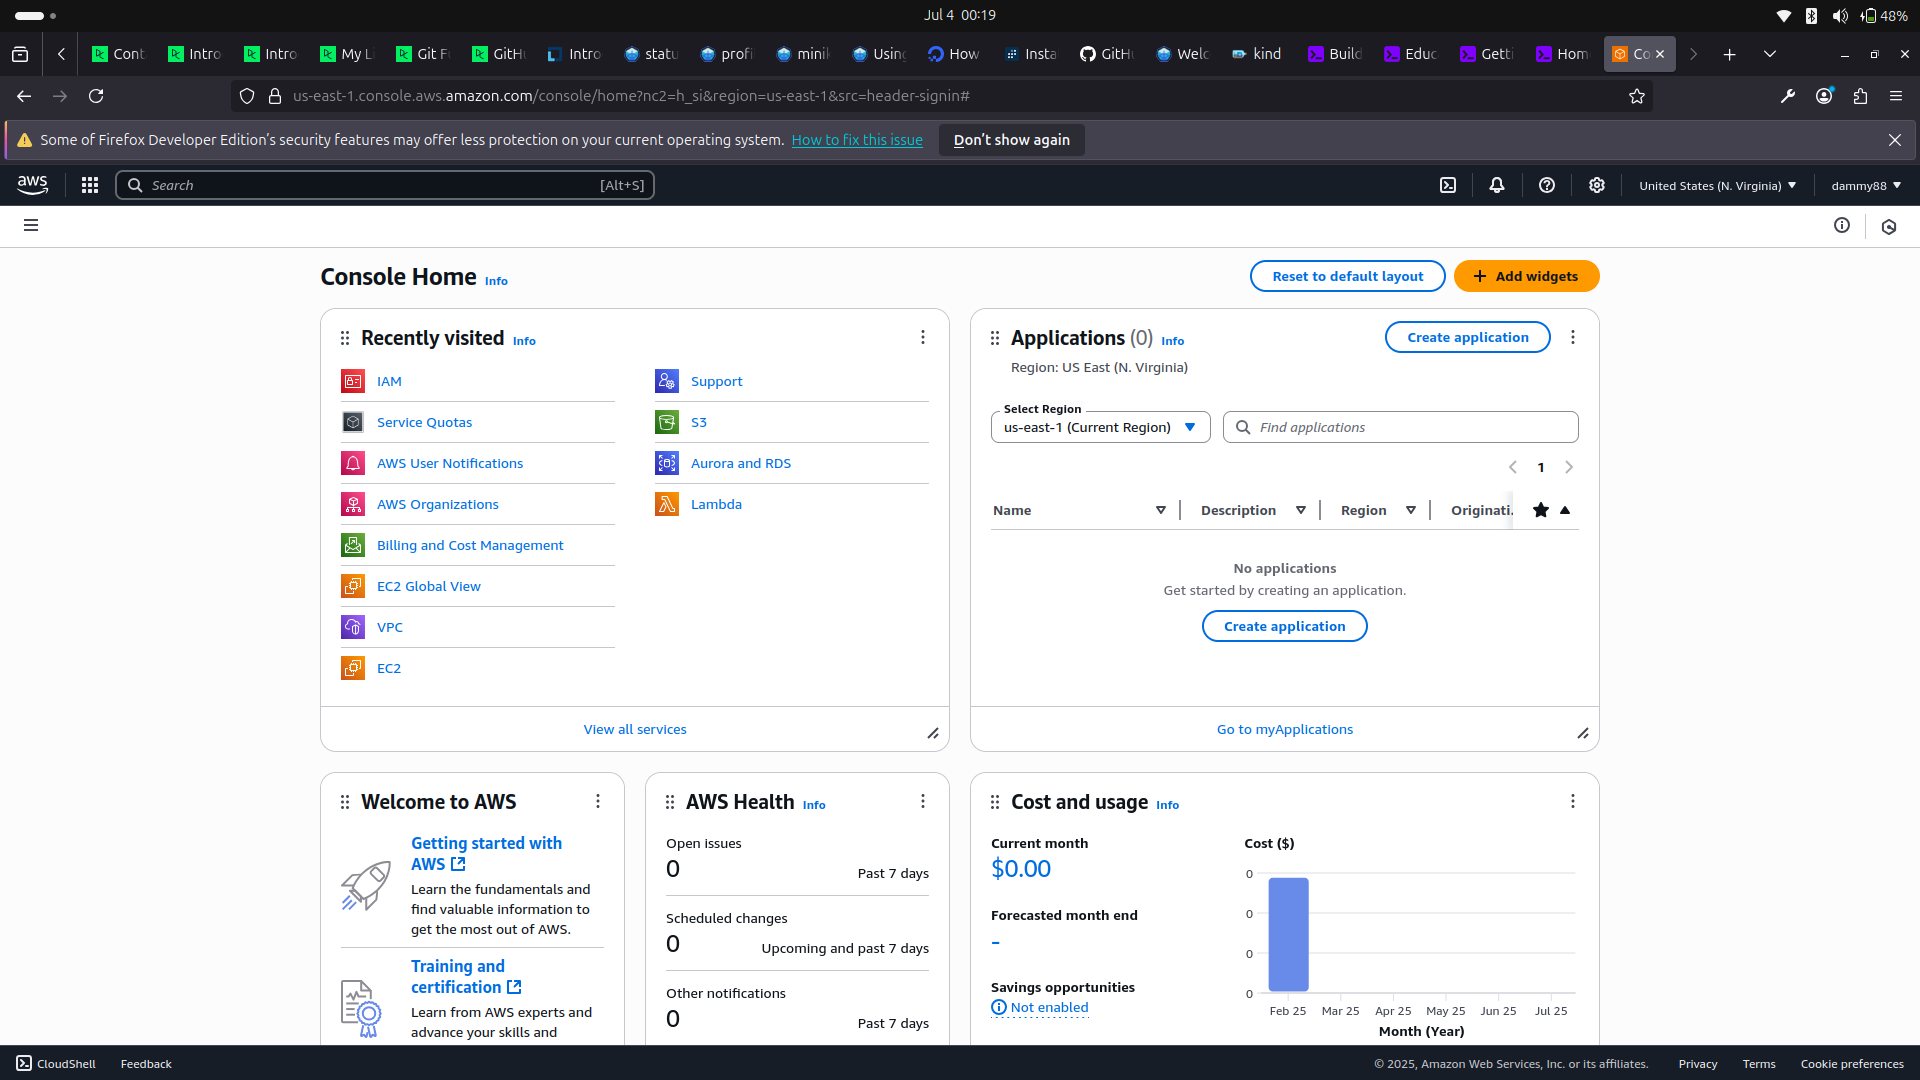 Jul 4 00:19
48%
Cont
Intro
Intro
My Li
Git F
GitHu
Intro
statu
profi
mini
Using
How
Insta
GitHu
Welc
kind
Build
Educ
Getti
Hom
Co
us-east-1.console.aws.amazon.com/console/home?nc2=h_si&region=us-east-1&src=header-signin#
Some of Firefox Developer Edition's security features may offer less protection on your current operating system. How to fix this issue Don't show again
aws
Search [Alt+S]
United States (N. Virginia)
dammy88
Console Home Info
Reset to default layout
Add widgets
Recently visited Info
IAM
Service Quotas
AWS User Notifications
AWS Organizations
Billing and Cost Management
EC2 Global View
VPC
EC2
Support
S3
Aurora and RDS
Lambda
View all services
Applications (0) Info
Create application
Region: US East (N. Virginia)
Select Region
us-east-1 (Current Region)
Find applications
1
Name
Description
Region
Originati.
No applications
Get started by creating an application.
Create application
Go to myApplications
Welcome to AWS
Getting started with
AWS
Learn the fundamentals and
find valuable information to
get the most out of AWS.
Training and
certification
Learn from AWS experts and
advance your skills and
AWS Health Info
Open issues
0 Past 7 days
Scheduled changes
0 Upcoming and past 7 days
Other notifications
0 Past 7 days
Cost and usage Info
Current month
$0.00
Forecasted month end
-
Savings opportunities
Not enabled
Cost ($)
0
0
0
0
Feb 25 Mar 25 Apr 25 May 25 Jun 25 Jul 25
Month (Year)
CloudShell
Feedback
© 2025, Amazon Web Services, Inc. or its affiliates.
Privacy
Terms
Cookie preferences